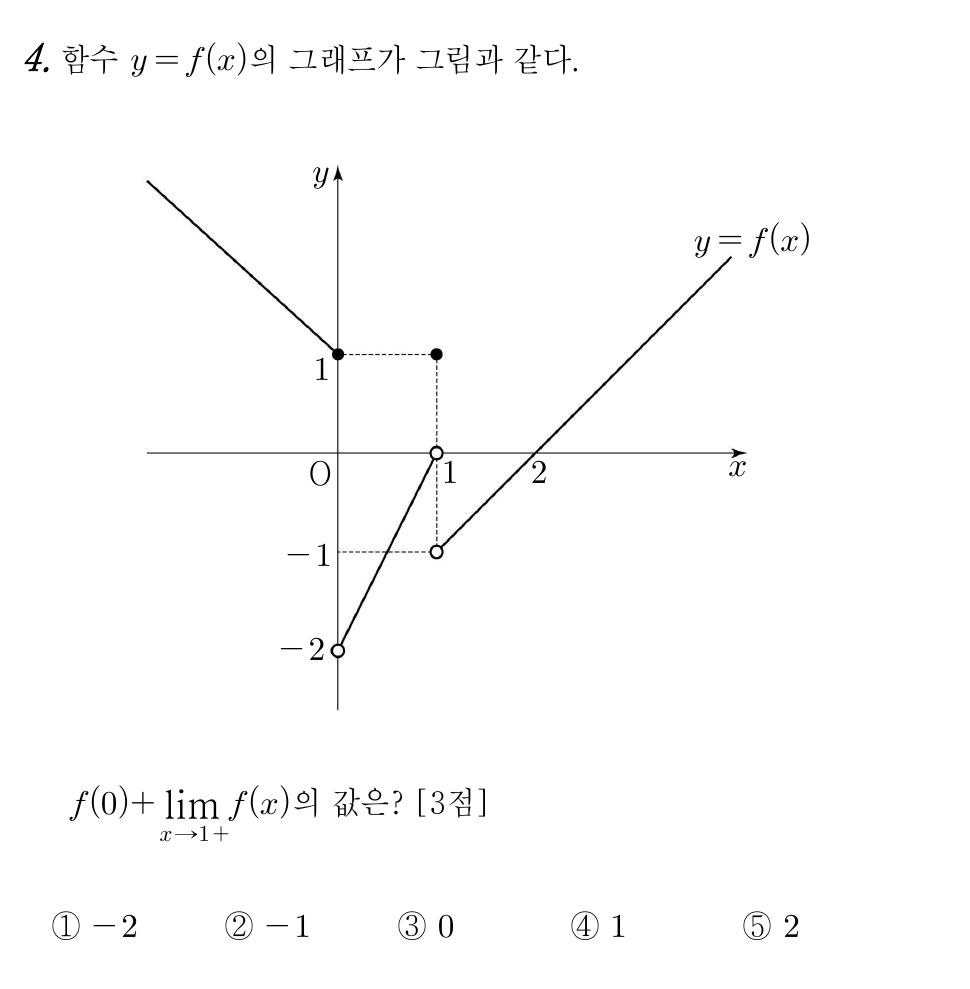 4. 함수 y=f(x)의 그래프가 그림과 같다.
y
y=f(x)
1
O
1
2
x
-1
-2
f(0)+ lim f(x)의 값은? [3점]
x→1+
① -2 ② -1 ③ 0 ④ 1 ⑤ 2